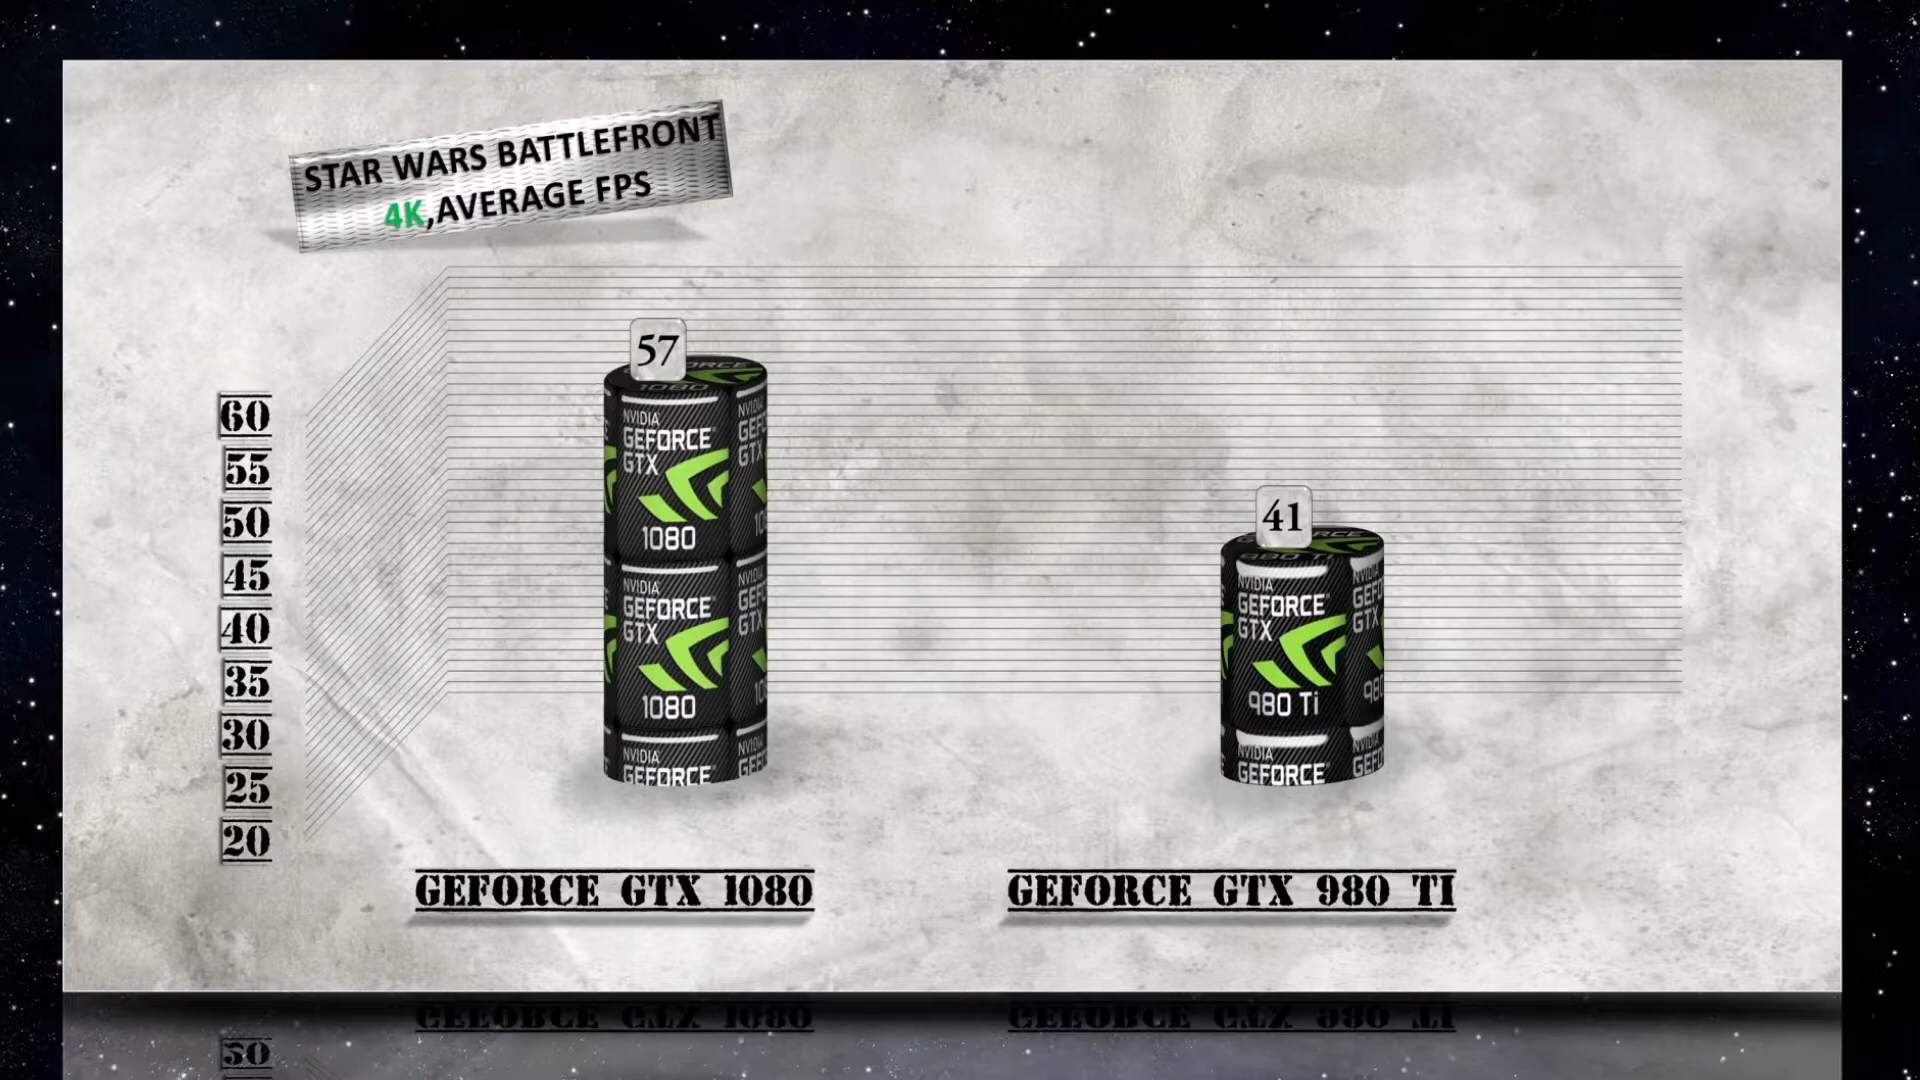 STAR WARS BATTLEFRONT
4K,AVERAGE FPS
57
41
60
55
50
45
40
35
30
25
20
NVIDIA
GEFORCE
GTX
1080
NVIDIA
GEFORCE
GTX
1080
NVIDIA
GEFORCE
NVIDIA
GEFORCE
GTX
980 Ti
NVIDIA
GEFORCE
GEFORCE GTX 1080
GEFORCE GTX 980 TI